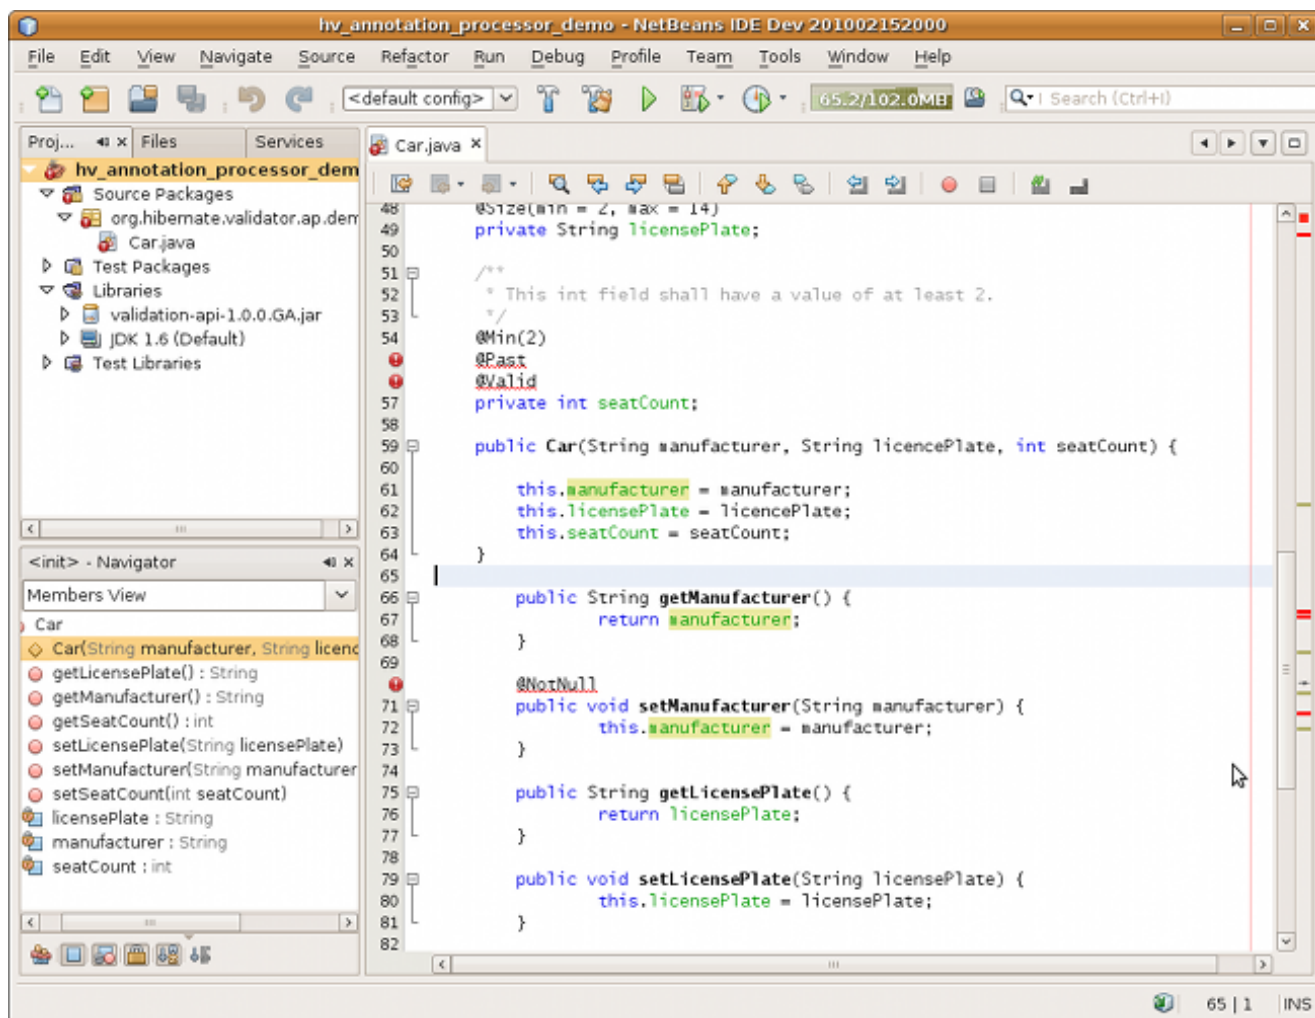 hv_annotation_processor_demo - NetBeans IDE Dev 201002152000
File Edit View Navigate Source Refactor Run Debug Profile Team Tools Window Help
<default config> 65.2/102.0MB Search (Ctrl+I)
Proj... Files Services
hv_annotation_processor_dem
Source Packages
org.hibernate.validator.ap.dem
Car.java
Test Packages
Libraries
validation-api-1.0.0.GA.jar
JDK 1.6 (Default)
Test Libraries
<init> - Navigator
Members View
Car
Car(String manufacturer, String licenc
getLicensePlate() : String
getManufacturer() : String
getSeatCount() : int
setLicensePlate(String licensePlate)
setManufacturer(String manufacturer
setSeatCount(int seatCount)
licensePlate : String
manufacturer : String
seatCount : int
Car.java
48 @Size(min = 2, max = 14)
49 private String licensePlate;
50
51 /**
52 * This int field shall have a value of at least 2.
53 */
54 @Min(2)
@Past
@Valid
57 private int seatCount;
58
59 public Car(String manufacturer, String licencePlate, int seatCount) {
60
61 this.manufacturer = manufacturer;
62 this.licensePlate = licencePlate;
63 this.seatCount = seatCount;
64 }
65
66 public String getManufacturer() {
67 return manufacturer;
68 }
69
@NotNull
71 public void setManufacturer(String manufacturer) {
72 this.manufacturer = manufacturer;
73 }
74
75 public String getLicensePlate() {
76 return licensePlate;
77 }
78
79 public void setLicensePlate(String licensePlate) {
80 this.licensePlate = licensePlate;
81 }
82
65 | 1 INS